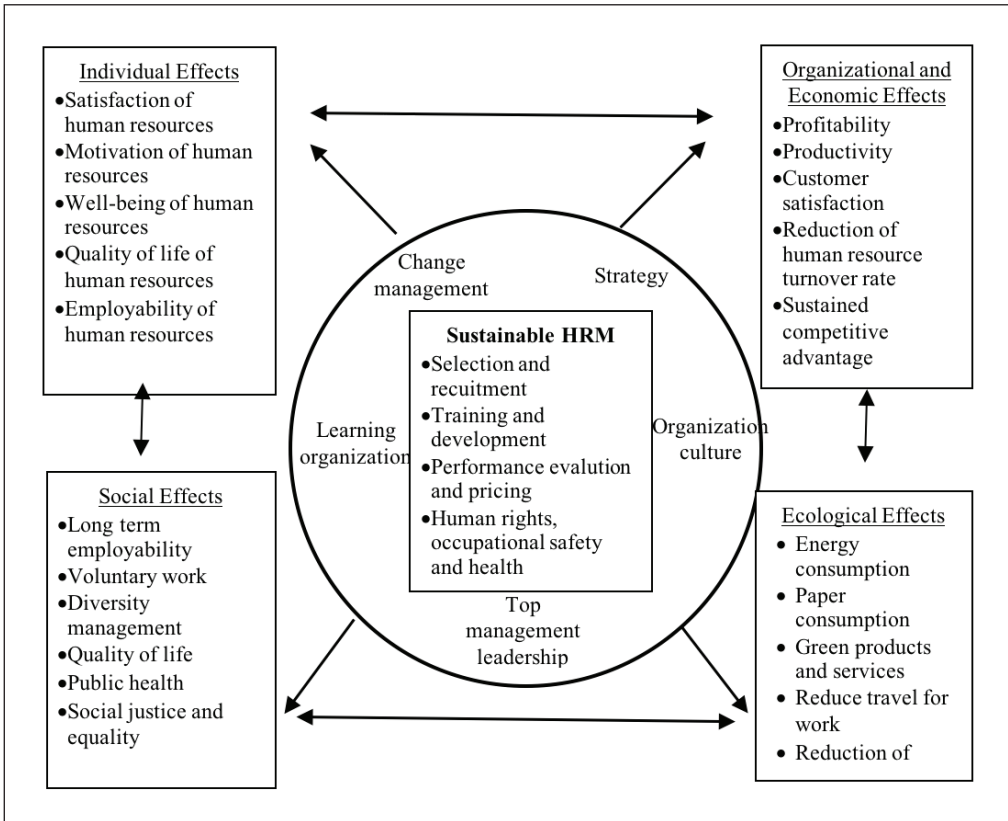 Individual Effects
•Satisfaction of
human resources
•Motivation of human
resources
•Well-being of human
resources
•Quality of life of
human resources
•Employability of
human resources
Organizational and
Economic Effects
•Profitability
•Productivity
•Customer
satisfaction
•Reduction of
human resource
turnover rate
•Sustained
competitive
advantage
Change
management
Strategy
Sustainable HRM
•Selection and
recuitment
•Training and
development
•Performance evalution
and pricing
•Human rights,
occupational safety
and health
Learning
organization
Organization
culture
Top
management
leadership
Social Effects
•Long term
employability
•Voluntary work
•Diversity
management
•Quality of life
•Public health
•Social justice and
equality
Ecological Effects
• Energy
consumption
• Paper
consumption
• Green products
and services
• Reduce travel for
work
• Reduction of